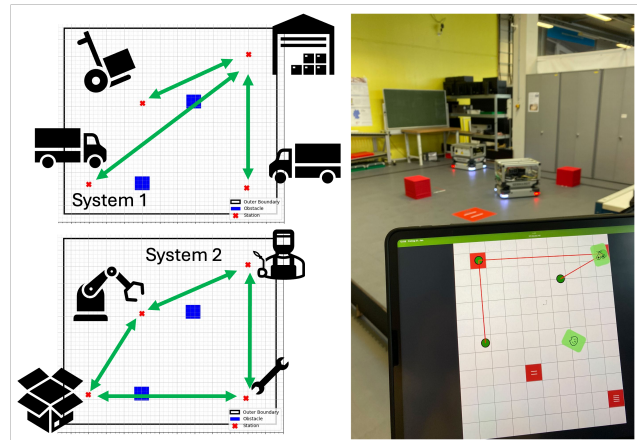 System 1
Outer Boundary
Obstacle
Station
System 2
Outer Boundary
Obstacle
Station